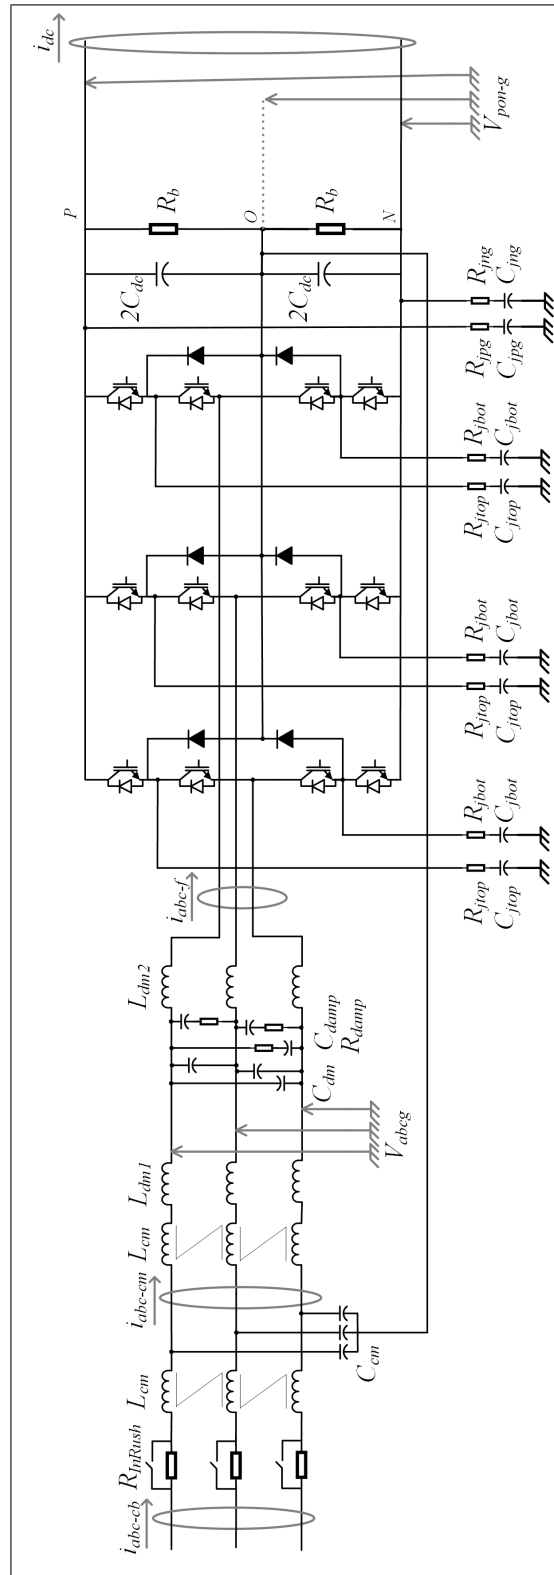 i_dc
V_pon-g
P
R_b
O
R_b
N
2C_dc
2C_dc
R_jng
C_jng
R_jpg
C_jpg
R_jbot
C_jbot
R_jtop
C_jtop
R_jbot
C_jbot
R_jtop
C_jtop
R_jbot
C_jbot
R_jtop
C_jtop
i_abc-f
L_dm2
C_damp
R_damp
C_dm
V_abcg
L_dm1
L_cm
i_abc-cm
C_cm
L_cm
R_InRush
i_abc-cb